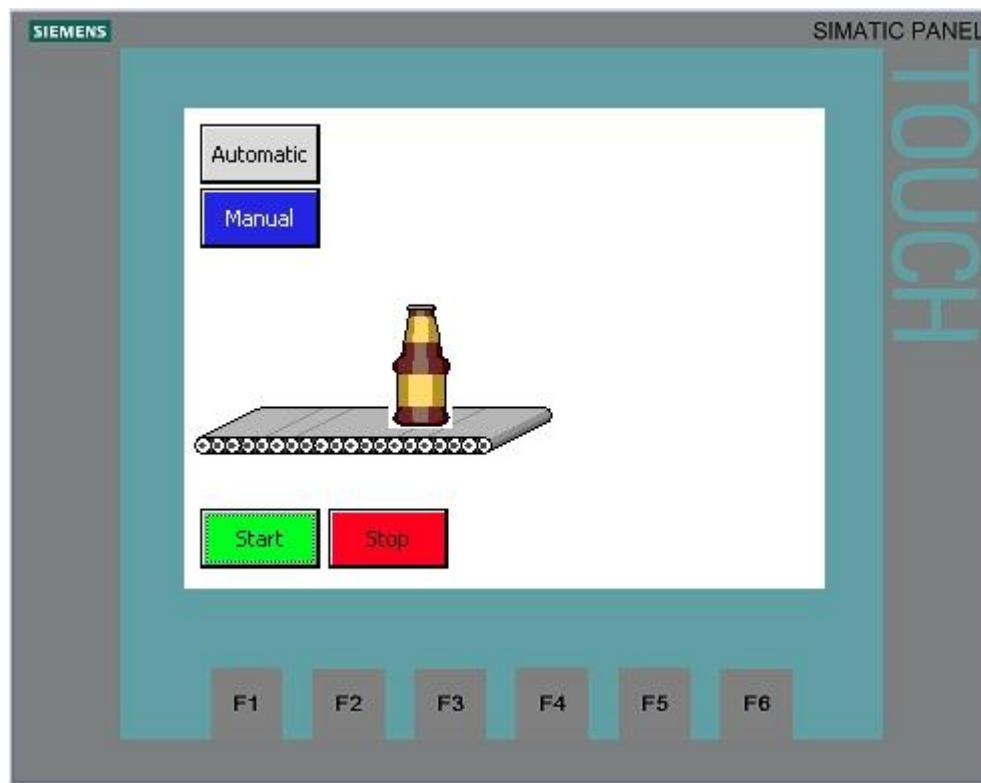 SIEMENS
SIMATIC PANEL
TOUCH
Automatic
Manual
Start
Stop
F1
F2
F3
F4
F5
F6